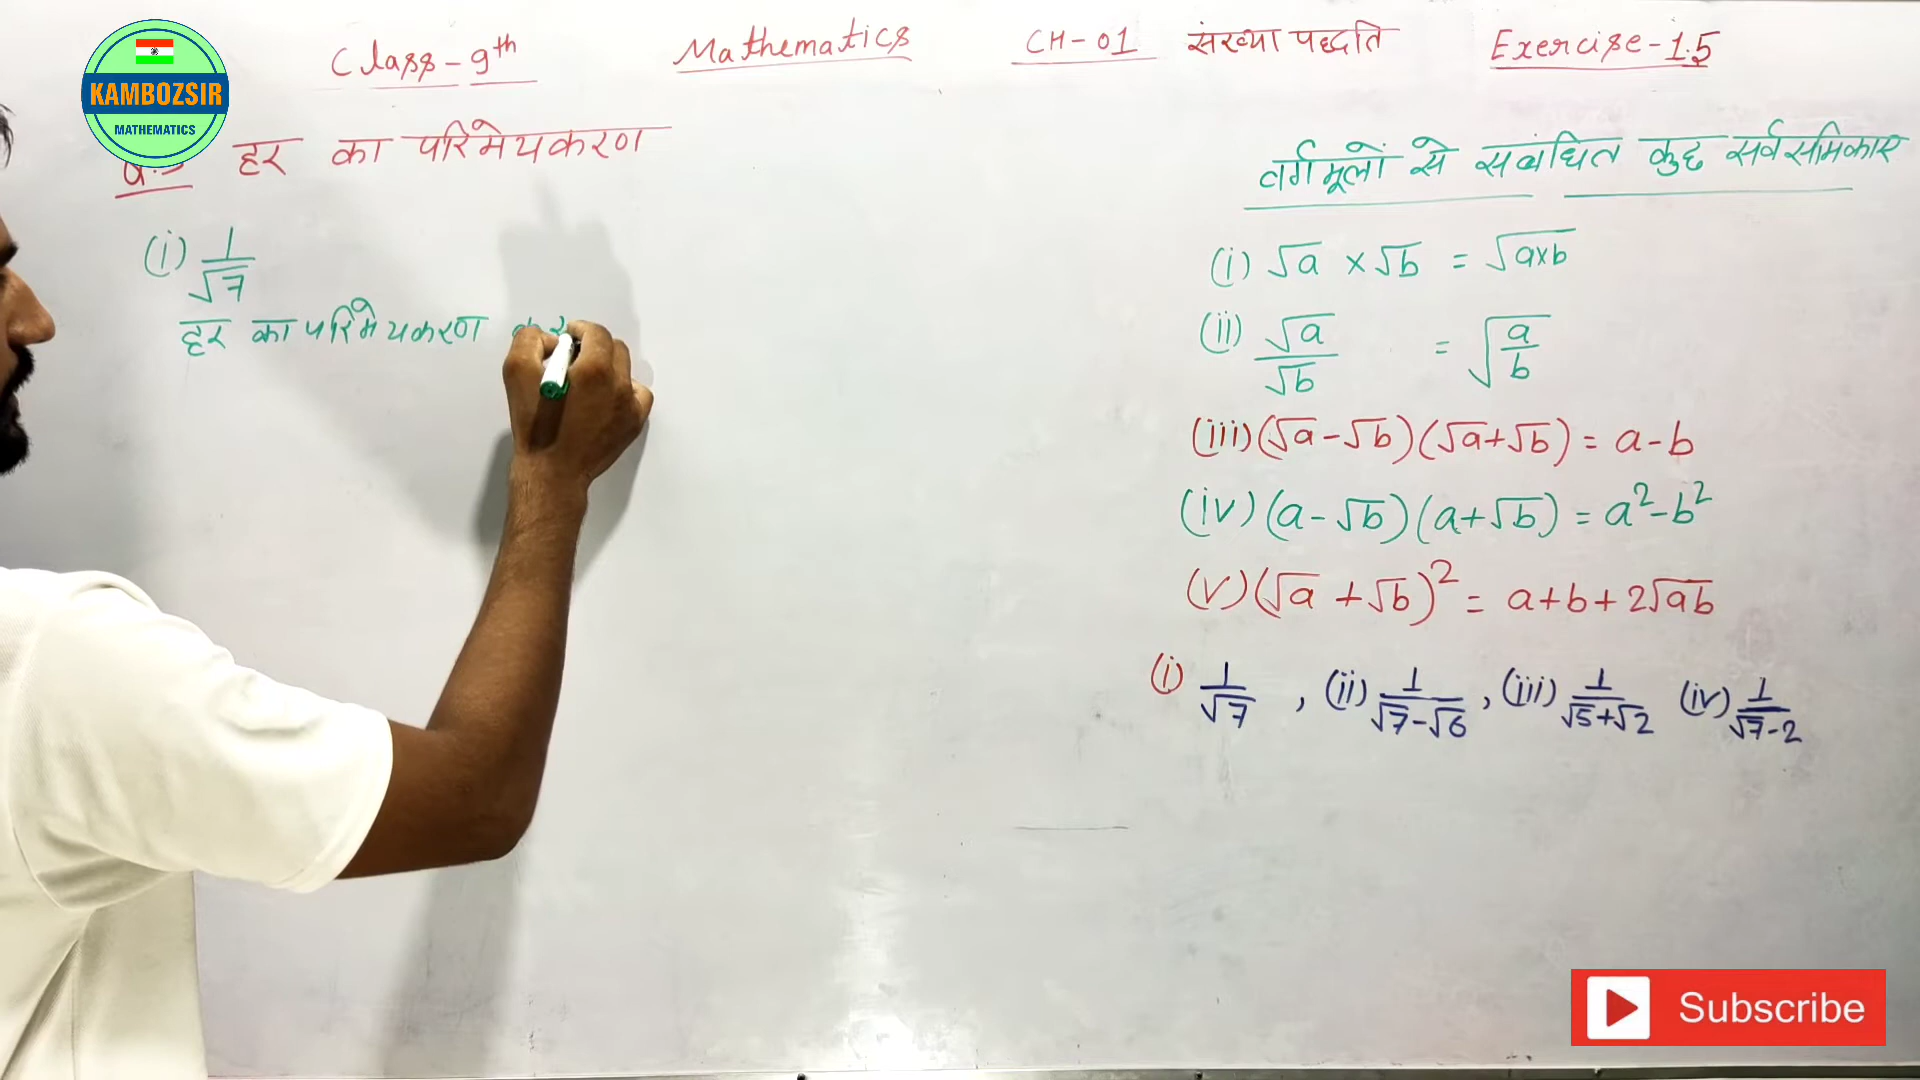 Class-9th Mathematics CH-01 संख्या पद्धति Exercise-1.5
KAMBOZSIR
MATHEMATICS
हर का परिमेयकरण
(i) 1/√7
हर का परिमेयकरण
वर्गमूलों से सबंधित कुछ सर्वसमिकाए
(i) √a × √b = √a×b
(ii) √a/√b = √a/b
(iii) (√a-√b)(√a+√b) = a-b
(iv) (a-√b)(a+√b) = a²-b²
(v) (√a+√b)² = a+b+2√ab
(i) 1/√7 , (ii) 1/√7-√6 , (iii) 1/√5+√2 (iv) 1/√7-2
Subscribe